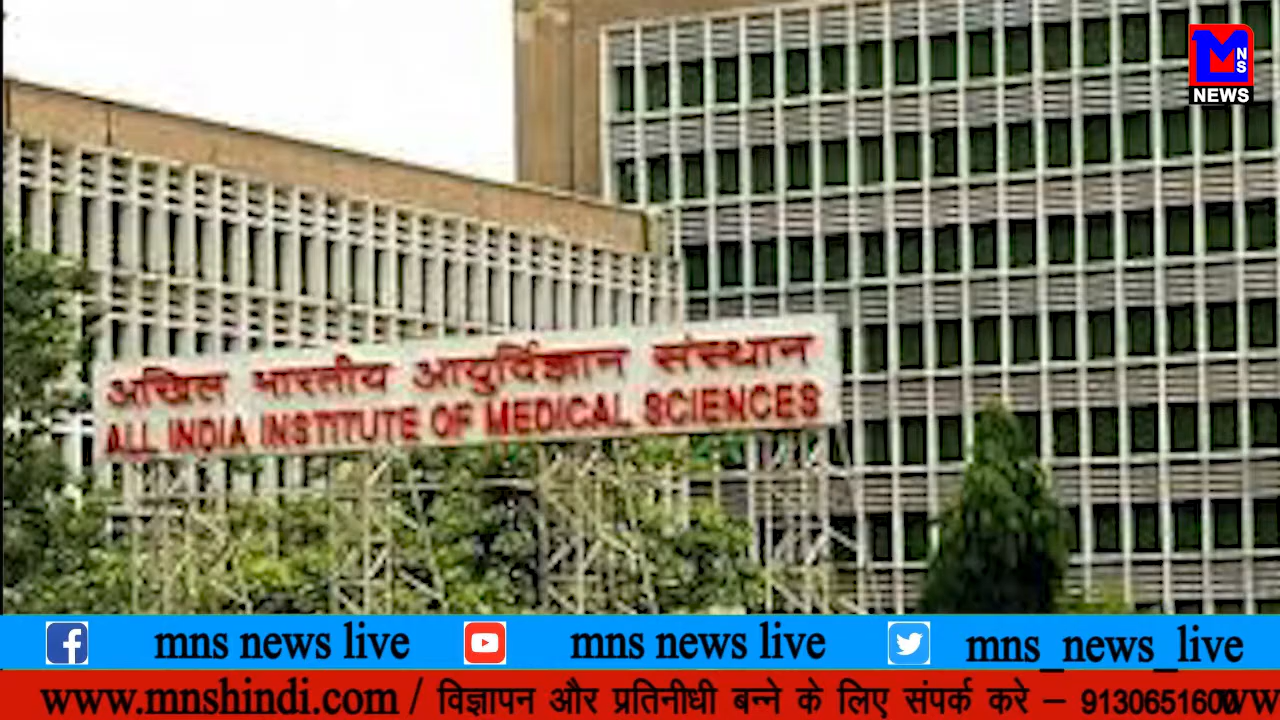 MNS
NEWS
अखिल भारतीय आयुर्विज्ञान संस्थान
ALL INDIA INSTITUTE OF MEDICAL SCIENCES
mns news live mns news live mns_news_live
www.mnshindi.com / विज्ञापन और प्रतिनीधी बन्ने के लिए संपर्क करे –